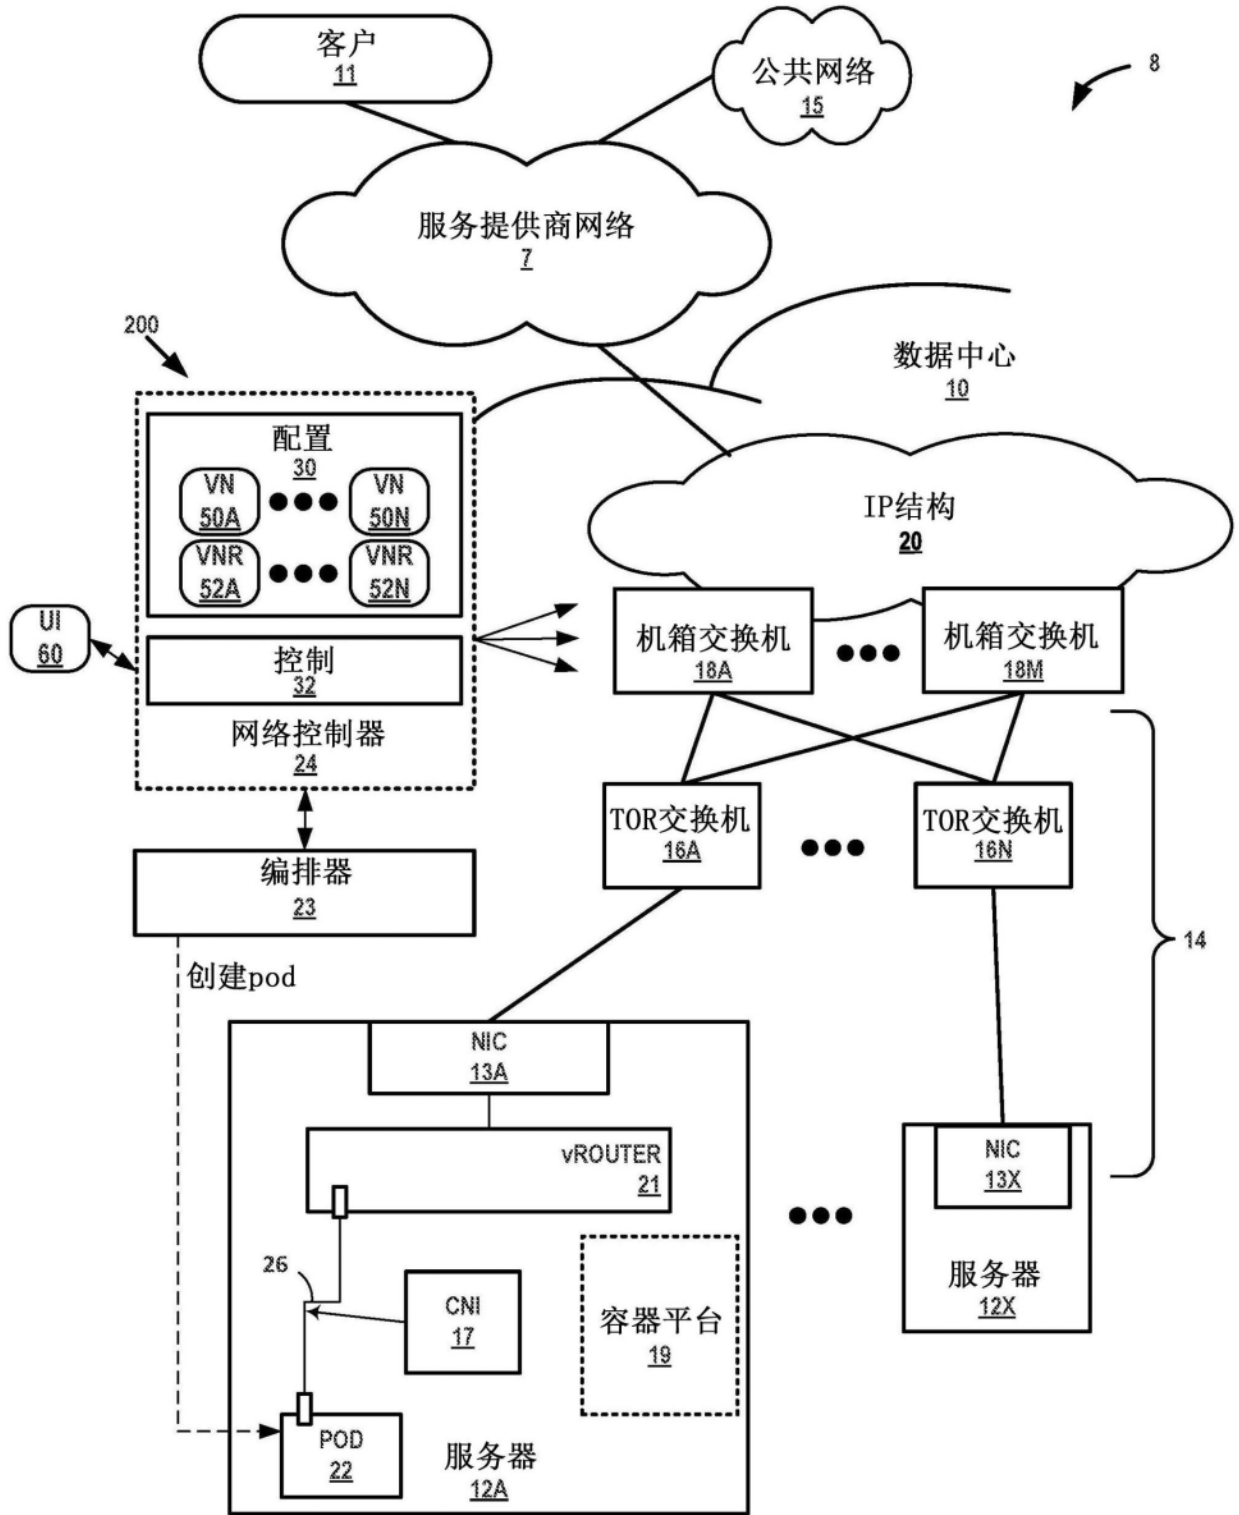 客户
11
公共网络
15
8
服务提供商网络
7
200
数据中心
10
配置
30
VN
50A
VN
50N
VNR
52A
VNR
52N
IP结构
20
UI
60
控制
32
网络控制器
24
机箱交换机
18A
机箱交换机
18M
TOR交换机
16A
TOR交换机
16N
编排器
23
14
创建pod
NIC
13A
vROUTER
21
NIC
13X
服务器
12X
26
CNI
17
容器平台
19
POD
22
服务器
12A